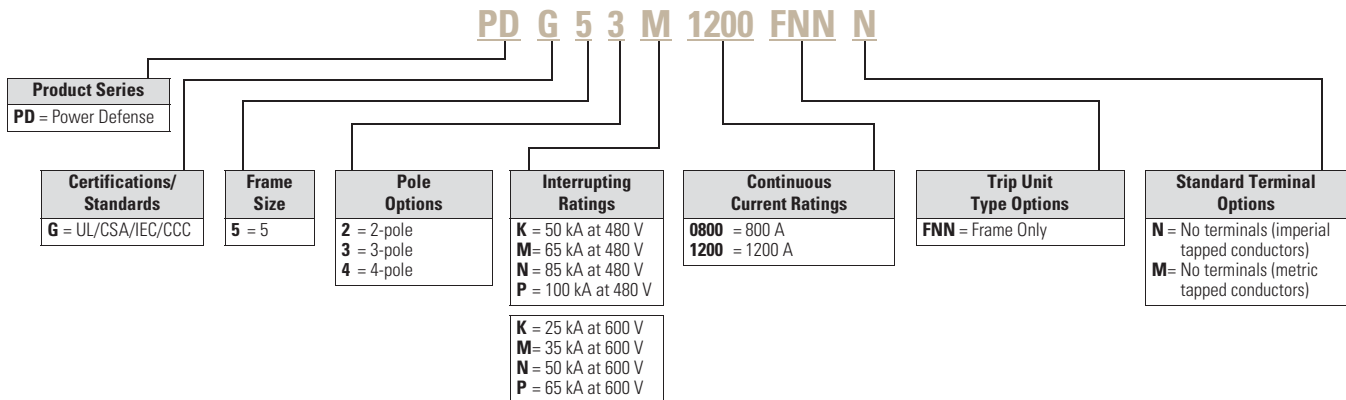 PD G 5 3 M 1200 FNN N
Product Series
PD = Power Defense
Certifications/
Standards
G = UL/CSA/IEC/CCC
Frame
Size
5 = 5
Pole
Options
2 = 2-pole
3 = 3-pole
4 = 4-pole
Interrupting
Ratings
K = 50 kA at 480 V
M= 65 kA at 480 V
N = 85 kA at 480 V
P = 100 kA at 480 V
K = 25 kA at 600 V
M= 35 kA at 600 V
N = 50 kA at 600 V
P = 65 kA at 600 V
Continuous
Current Ratings
0800 = 800 A
1200 = 1200 A
Trip Unit
Type Options
FNN = Frame Only
Standard Terminal
Options
N = No terminals (imperial
tapped conductors)
M= No terminals (metric
tapped conductors)